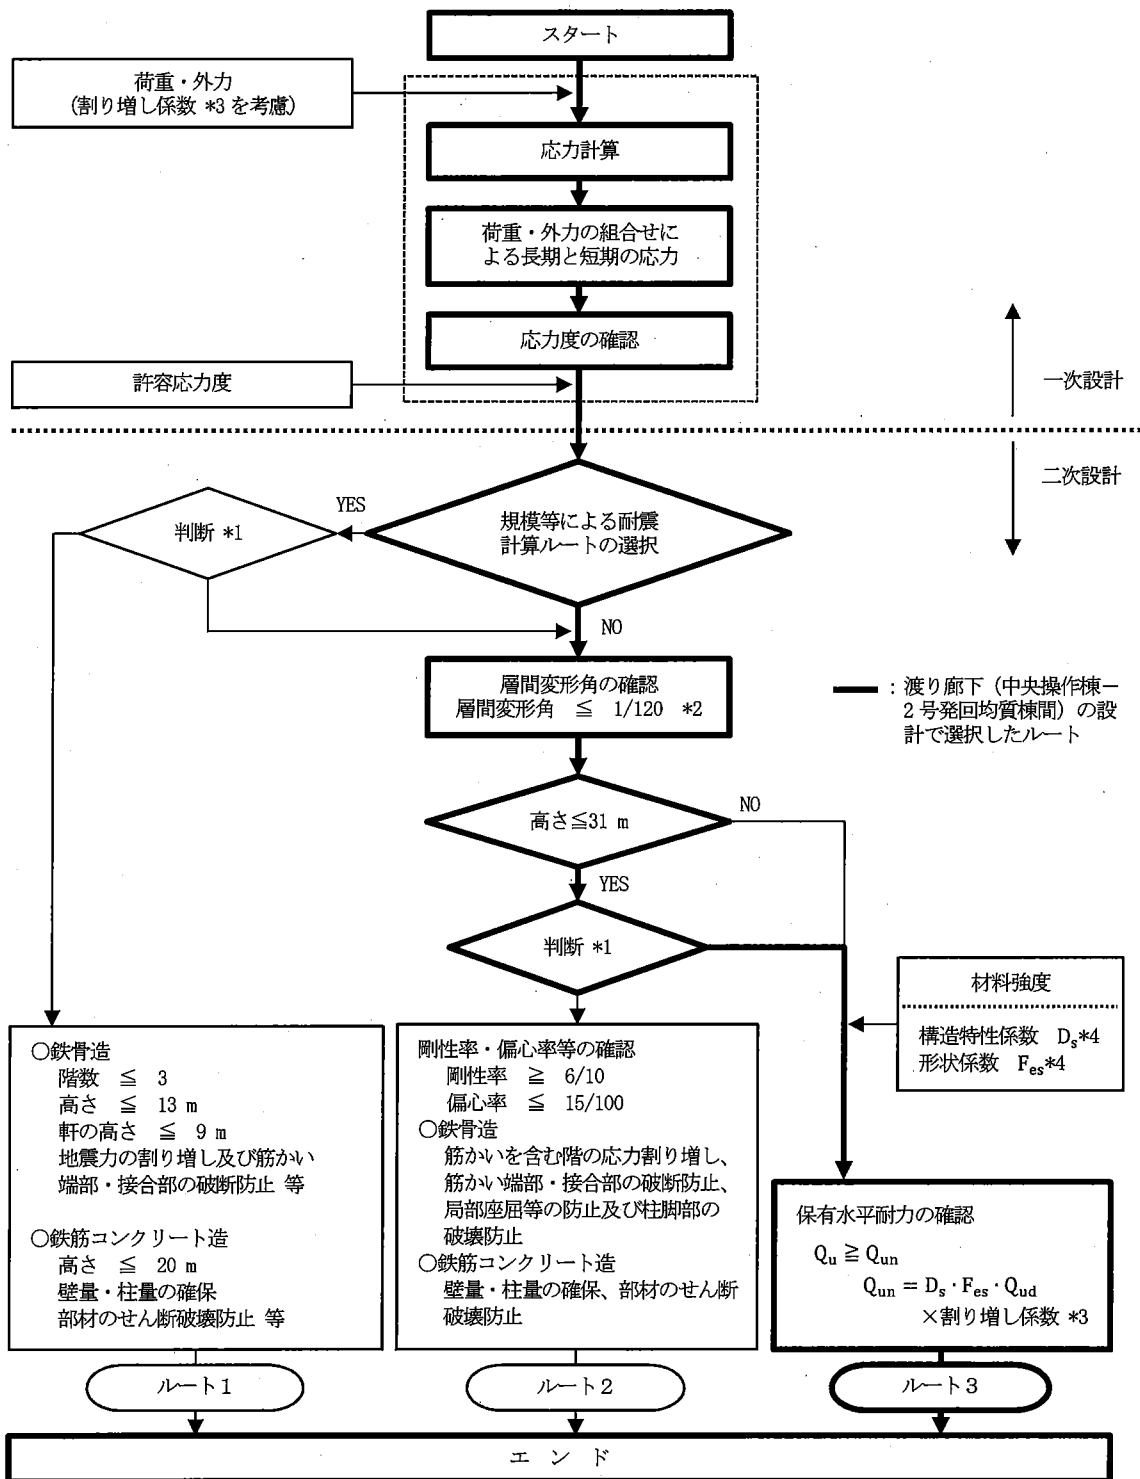 スタート
荷重・外力
(割り増し係数 *3 を考慮)
応力計算
荷重・外力の組合せに
よる長期と短期の応力
応力度の確認
許容応力度
一次設計
二次設計
規模等による耐震
計算ルートの選択
YES
判断 *1
NO
層間変形角の確認
層間変形角 ≦ 1/120 *2
：渡り廊下（中央操作棟－
2号発回均質棟間）の設
計で選択したルート
高さ≦31 m
NO
YES
判断 *1
材料強度
構造特性係数 Ds*4
形状係数 Fes*4
○鉄骨造
階数 ≦ 3
高さ ≦ 13 m
軒の高さ ≦ 9 m
地震力の割り増し及び筋かい
端部・接合部の破断防止 等
○鉄筋コンクリート造
高さ ≦ 20 m
壁量・柱量の確保
部材のせん断破壊防止 等
剛性率・偏心率等の確認
剛性率 ≧ 6/10
偏心率 ≦ 15/100
○鉄骨造
筋かいを含む階の応力割り増し、
筋かい端部・接合部の破断防止、
局部座屈等の防止及び柱脚部の
破壊防止
○鉄筋コンクリート造
壁量・柱量の確保、部材のせん断
破壊防止
保有水平耐力の確認
Qu ≧ Qun
Qun = Ds・Fes・Qud
×割り増し係数 *3
ルート1
ルート2
ルート3
エンド